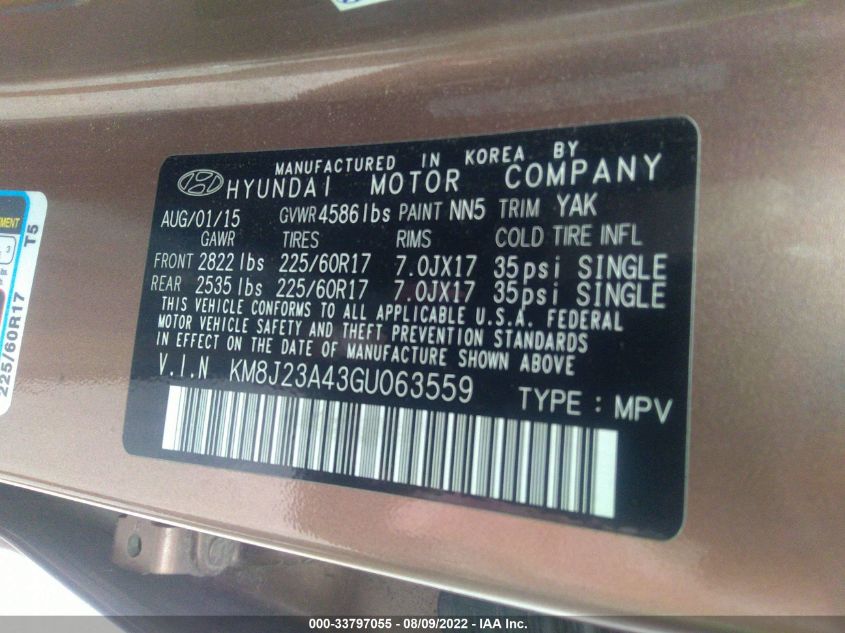 MANUFACTURED IN KOREA BY
HYUNDAI MOTOR COMPANY
AUG/01/15 GVWR 4586lbs PAINT NN5 TRIM YAK
GAWR TIRES RIMS COLD TIRE INFL
FRONT 2822 lbs 225/60R17 7.0JX17 35psi SINGLE
REAR 2535 lbs 225/60R17 7.0JX17 35psi SINGLE
THIS VEHICLE CONFORMS TO ALL APPLICABLE U.S.A. FEDERAL
MOTOR VEHICLE SAFETY AND THEFT PREVENTION STANDARDS
IN EFFECT ON THE DATE OF MANUFACTURE SHOWN ABOVE
V.I.N KM8J23A43GU063559 TYPE : MPV
T5
3
225/60R17
000-33797055 - 08/09/2022 - IAA Inc.